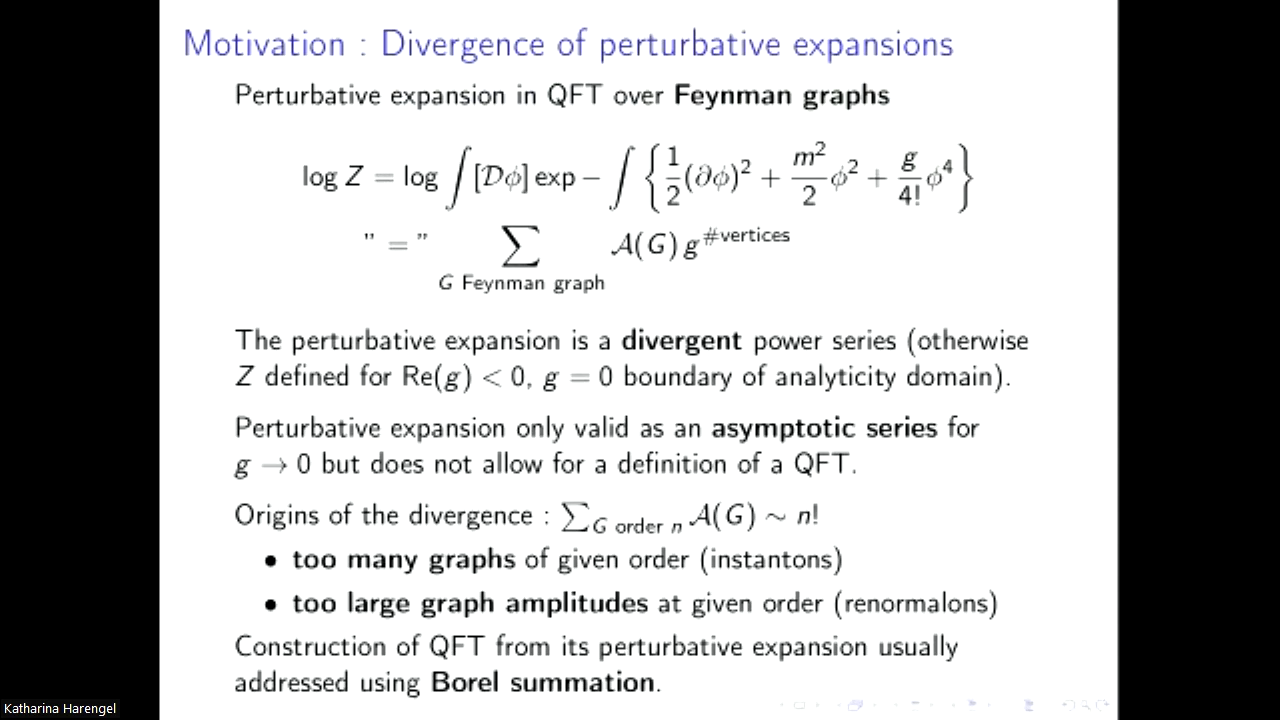 Motivation : Divergence of perturbative expansions
Perturbative expansion in QFT over Feynman graphs
log Z = log ∫ [𝒟ϕ] exp − ∫ { 1/2 (∂ϕ)² + m²/2 ϕ² + g/4! ϕ⁴ }
" = " ∑_{G Feynman graph} 𝒜(G) g^{#vertices}
The perturbative expansion is a divergent power series (otherwise
Z defined for Re(g) < 0, g = 0 boundary of analyticity domain).
Perturbative expansion only valid as an asymptotic series for
g → 0 but does not allow for a definition of a QFT.
Origins of the divergence : ∑_{G order n} 𝒜(G) ∼ n!
• too many graphs of given order (instantons)
• too large graph amplitudes at given order (renormalons)
Construction of QFT from its perturbative expansion usually
addressed using Borel summation.
Katharina Harengel